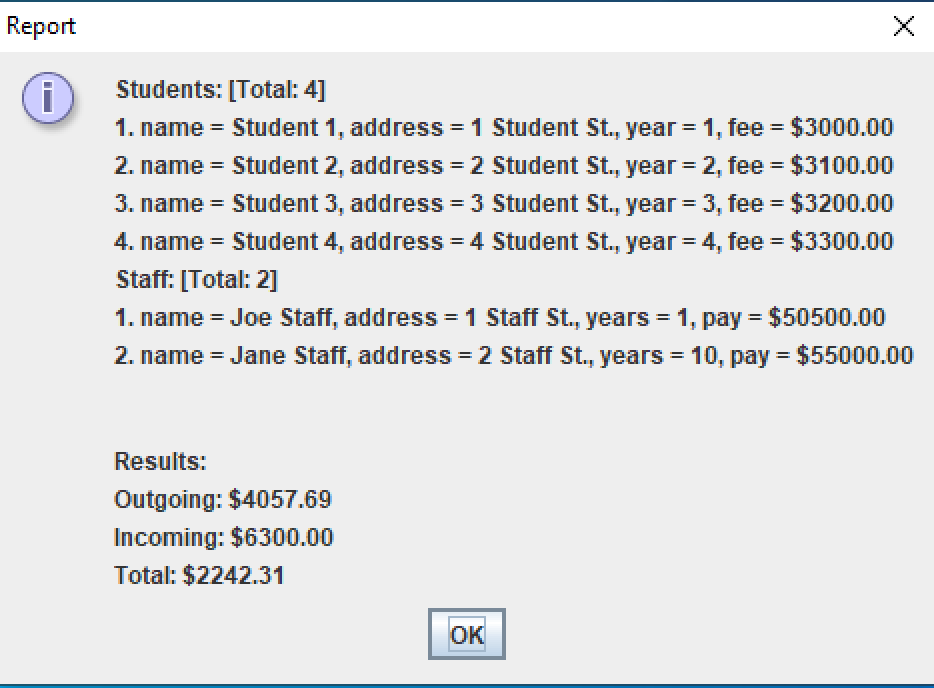 Report
Students: [Total: 4]
1. name = Student 1, address = 1 Student St., year = 1, fee = $3000.00
2. name = Student 2, address = 2 Student St., year = 2, fee = $3100.00
3. name = Student 3, address = 3 Student St., year = 3, fee = $3200.00
4. name = Student 4, address = 4 Student St., year = 4, fee = $3300.00
Staff: [Total: 2]
1. name = Joe Staff, address = 1 Staff St., years = 1, pay = $50500.00
2. name = Jane Staff, address = 2 Staff St., years = 10, pay = $55000.00
Results:
Outgoing: $4057.69
Incoming: $6300.00
Total: $2242.31
OK